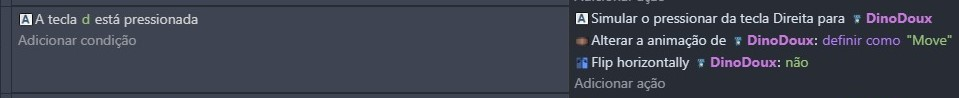 A tecla d está pressionada
Adicionar condição
Simular o pressionar da tecla Direita para DinoDoux
Alterar a animação de DinoDoux: definir como "Move"
Flip horizontally DinoDoux: não
Adicionar ação